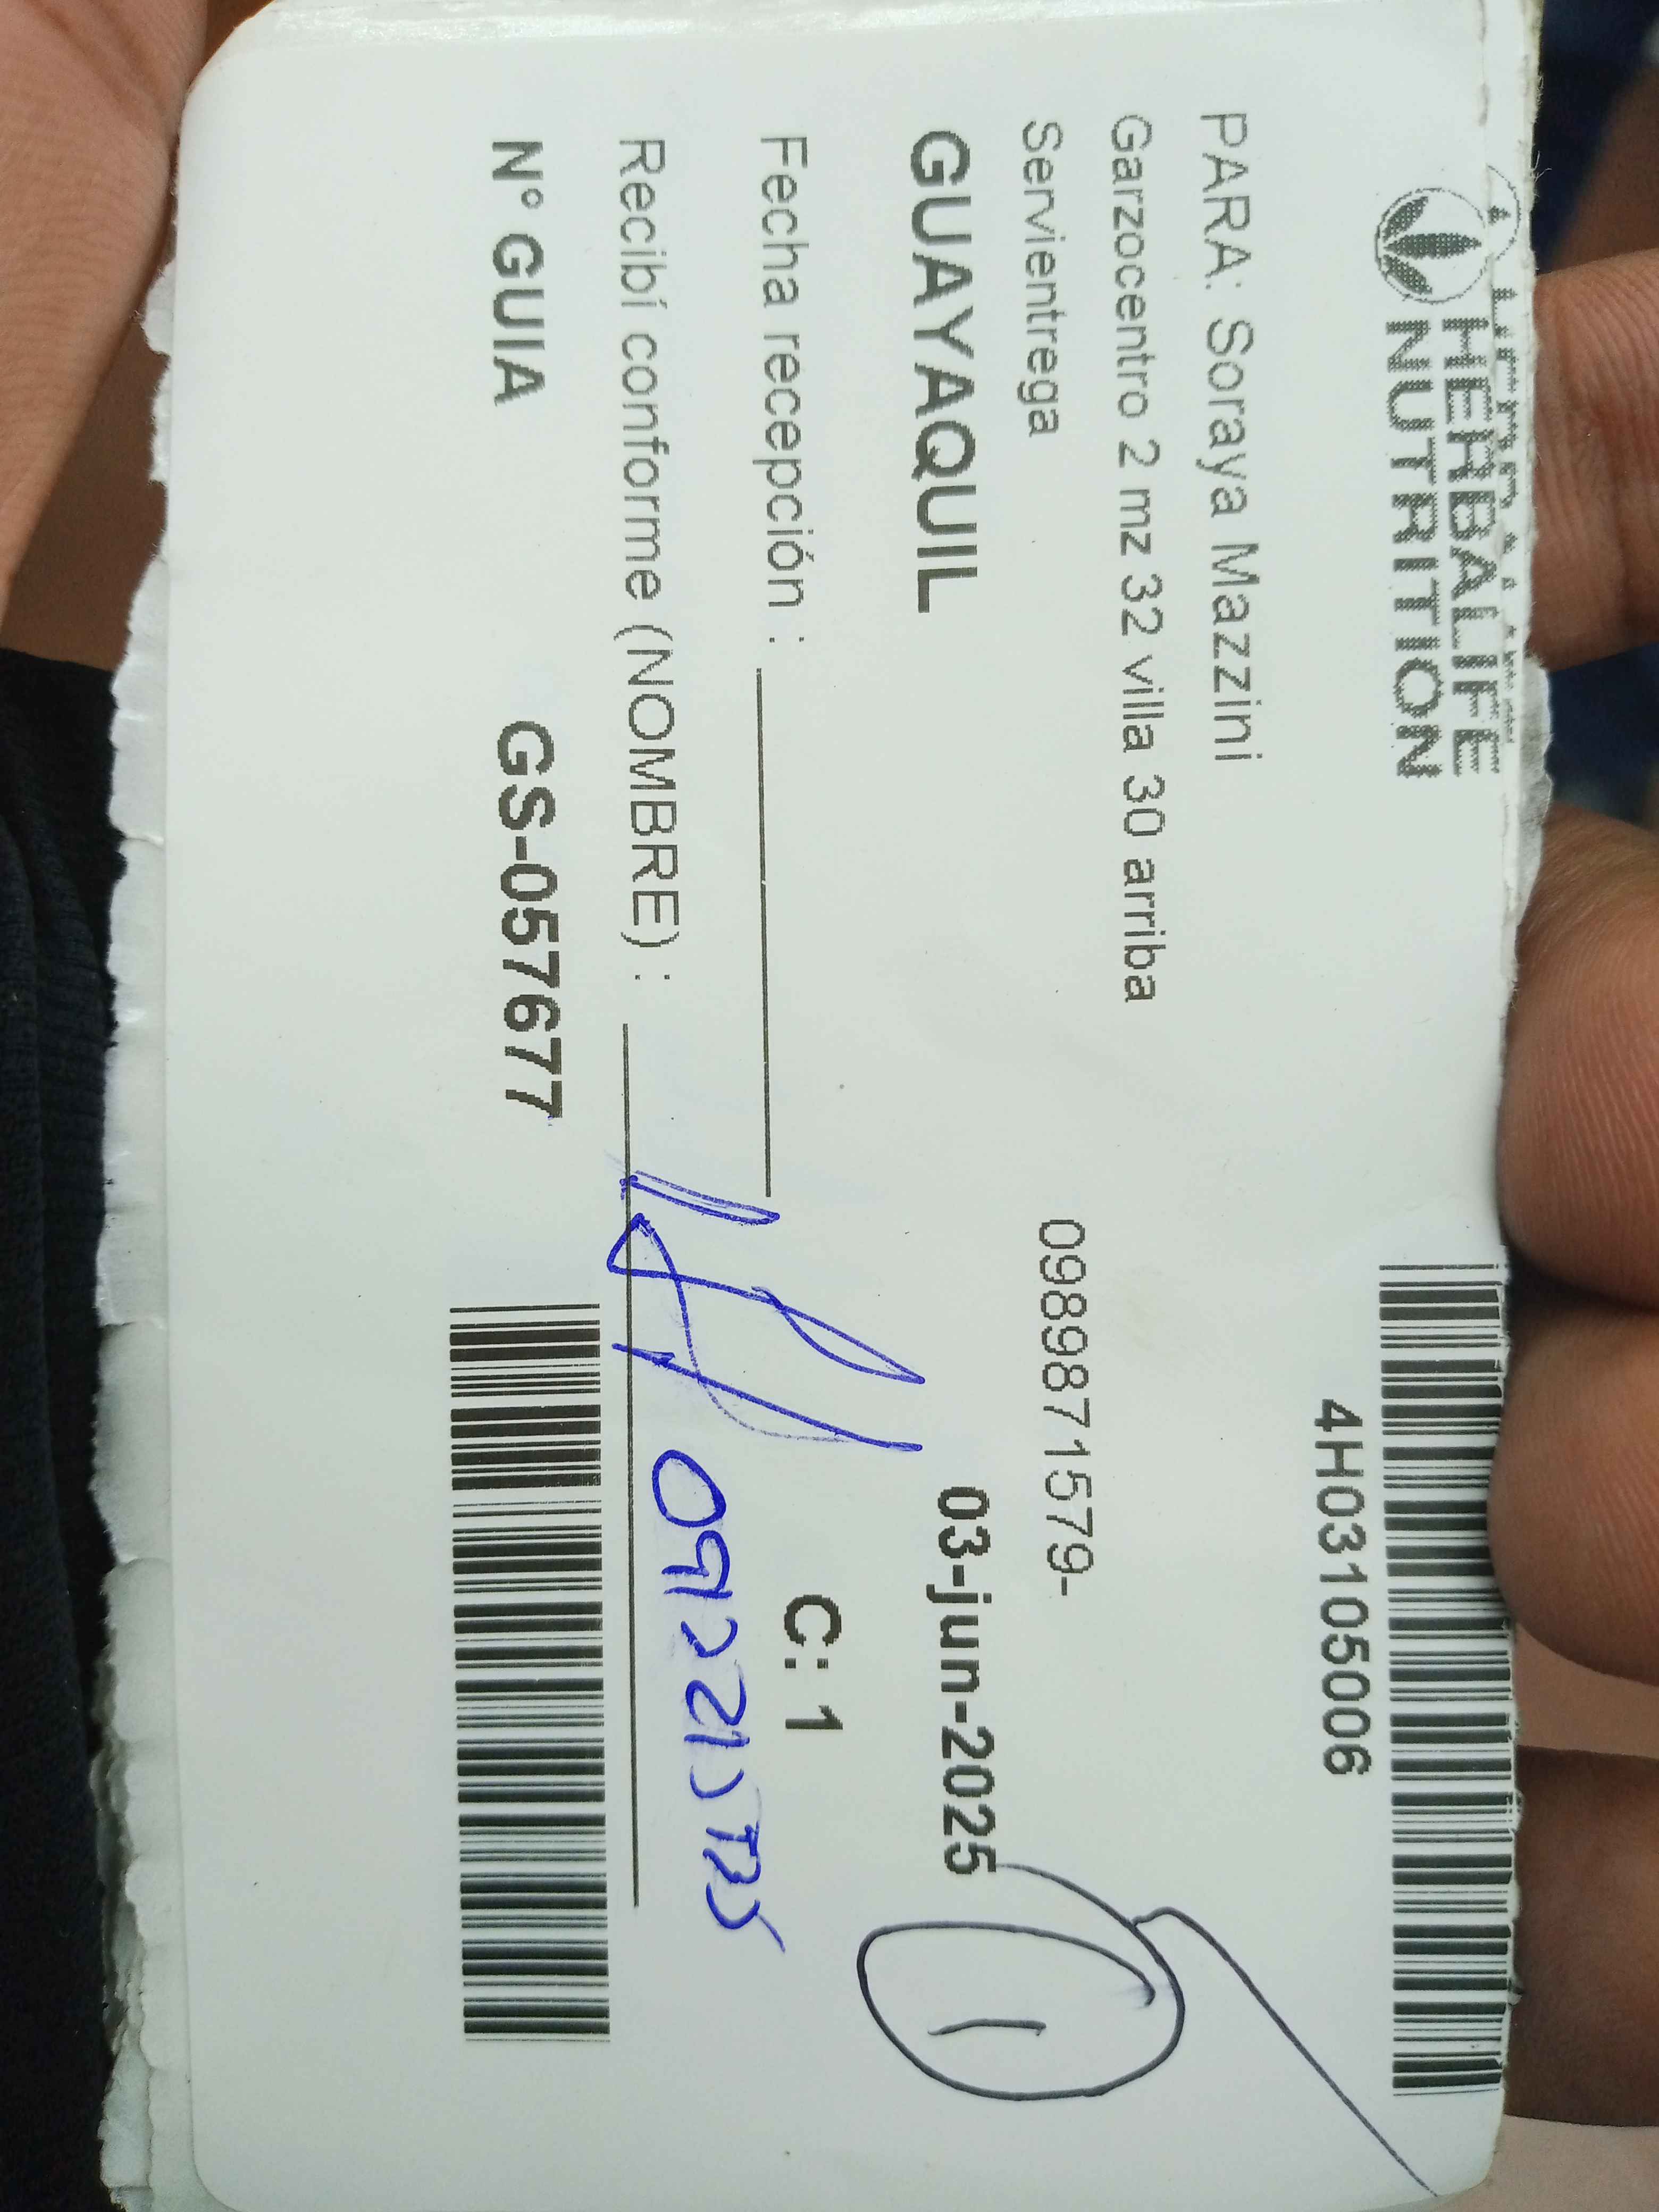 HERBALIFE
NUTRITION
4H03105006
PARA: Soraya Mazzini
Garzocentro 2 mz 32 villa 30 arriba
Servientrega
0989871579-
GUAYAQUIL
03-jun-2025
1
Fecha recepción :
C: 1
Recibí conforme (NOMBRE) :
N° GUIA
GS-057677